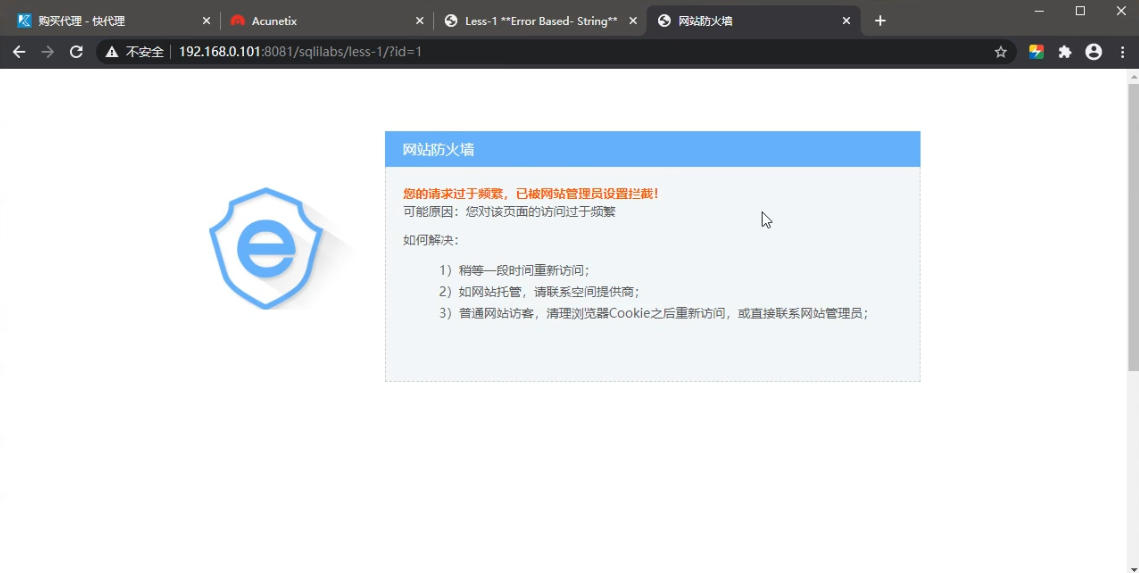 购买代理 - 快代理
Acunetix
Less-1 **Error Based- String**
网站防火墙
不安全
192.168.0.101:8081/sqlilabs/less-1/?id=1
网站防火墙
您的请求过于频繁，已被网站管理员设置拦截！
可能原因：您对该页面的访问过于频繁
如何解决：
1）稍等一段时间重新访问；
2）如网站托管，请联系空间提供商；
3）普通网站访客，清理浏览器Cookie之后重新访问，或直接联系网站管理员；